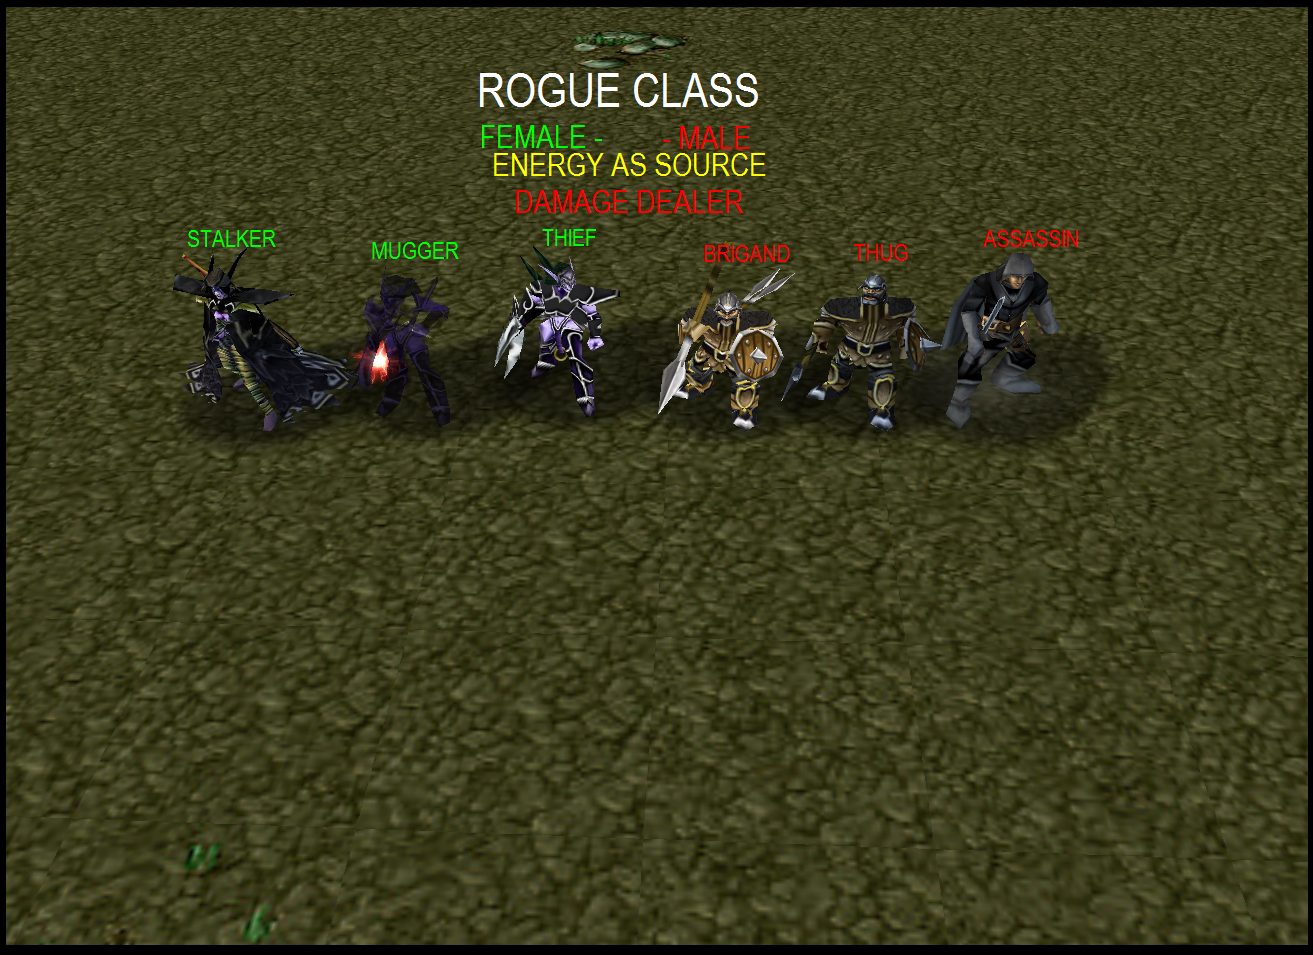 ROGUE CLASS
FEMALE - - MALE
ENERGY AS SOURCE
DAMAGE DEALER
STALKER MUGGER THIEF BRIGAND THUG ASSASSIN